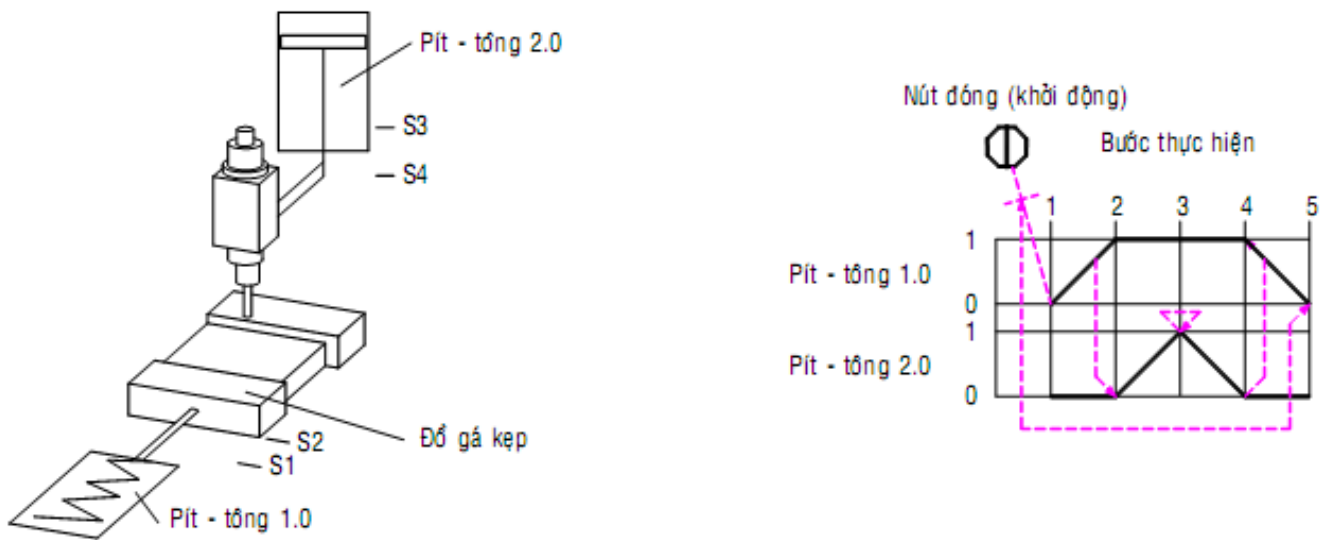 Pít - tông 2.0
S3
S4
S2
S1
Đồ gá kẹp
Pít - tông 1.0
Nút đóng (khởi động)
Bước thực hiện
1 2 3 4 5
1
Pít - tông 1.0
0
1
Pít - tông 2.0
0